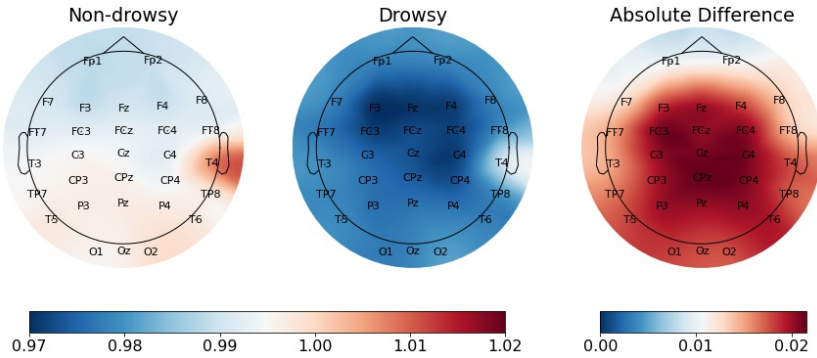 Non-drowsy Drowsy Absolute Difference
Fp1 Fp2 Fp1 Fp2 Fp1 Fp2
F7 F3 Fz F4 F8 F7 F3 Fz F4 F8 F7 F3 Fz F4 F8
FT7 FC3 FCz FC4 FT8 FT7 FC3 FCz FC4 FT8 FT7 FC3 FCz FC4 FT8
T3 C3 Cz C4 T4 T3 C3 Cz C4 T4 T3 C3 Cz C4 T4
TP7 CP3 CPz CP4 TP8 TP7 CP3 CPz CP4 TP8 TP7 CP3 CPz CP4 TP8
T5 P3 Pz P4 T6 T5 P3 Pz P4 T6 T5 P3 Pz P4 T6
O1 Oz O2 O1 Oz O2 O1 Oz O2
0.97 0.98 0.99 1.00 1.01 1.02 0.00 0.01 0.02